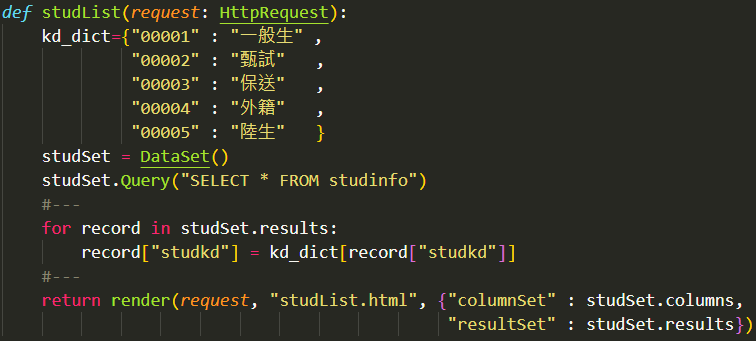 def studList(request: HttpRequest):
    kd_dict={"00001" : "一般生" ,
             "00002" : "甄試"   ,
             "00003" : "保送"   ,
             "00004" : "外籍"   ,
             "00005" : "陸生"   }
    studSet = DataSet()
    studSet.Query("SELECT * FROM studinfo")
    #---
    for record in studSet.results:
        record["studkd"] = kd_dict[record["studkd"]]
    #---
    return render(request, "studList.html", {"columnSet" : studSet.columns,
                                             "resultSet" : studSet.results})